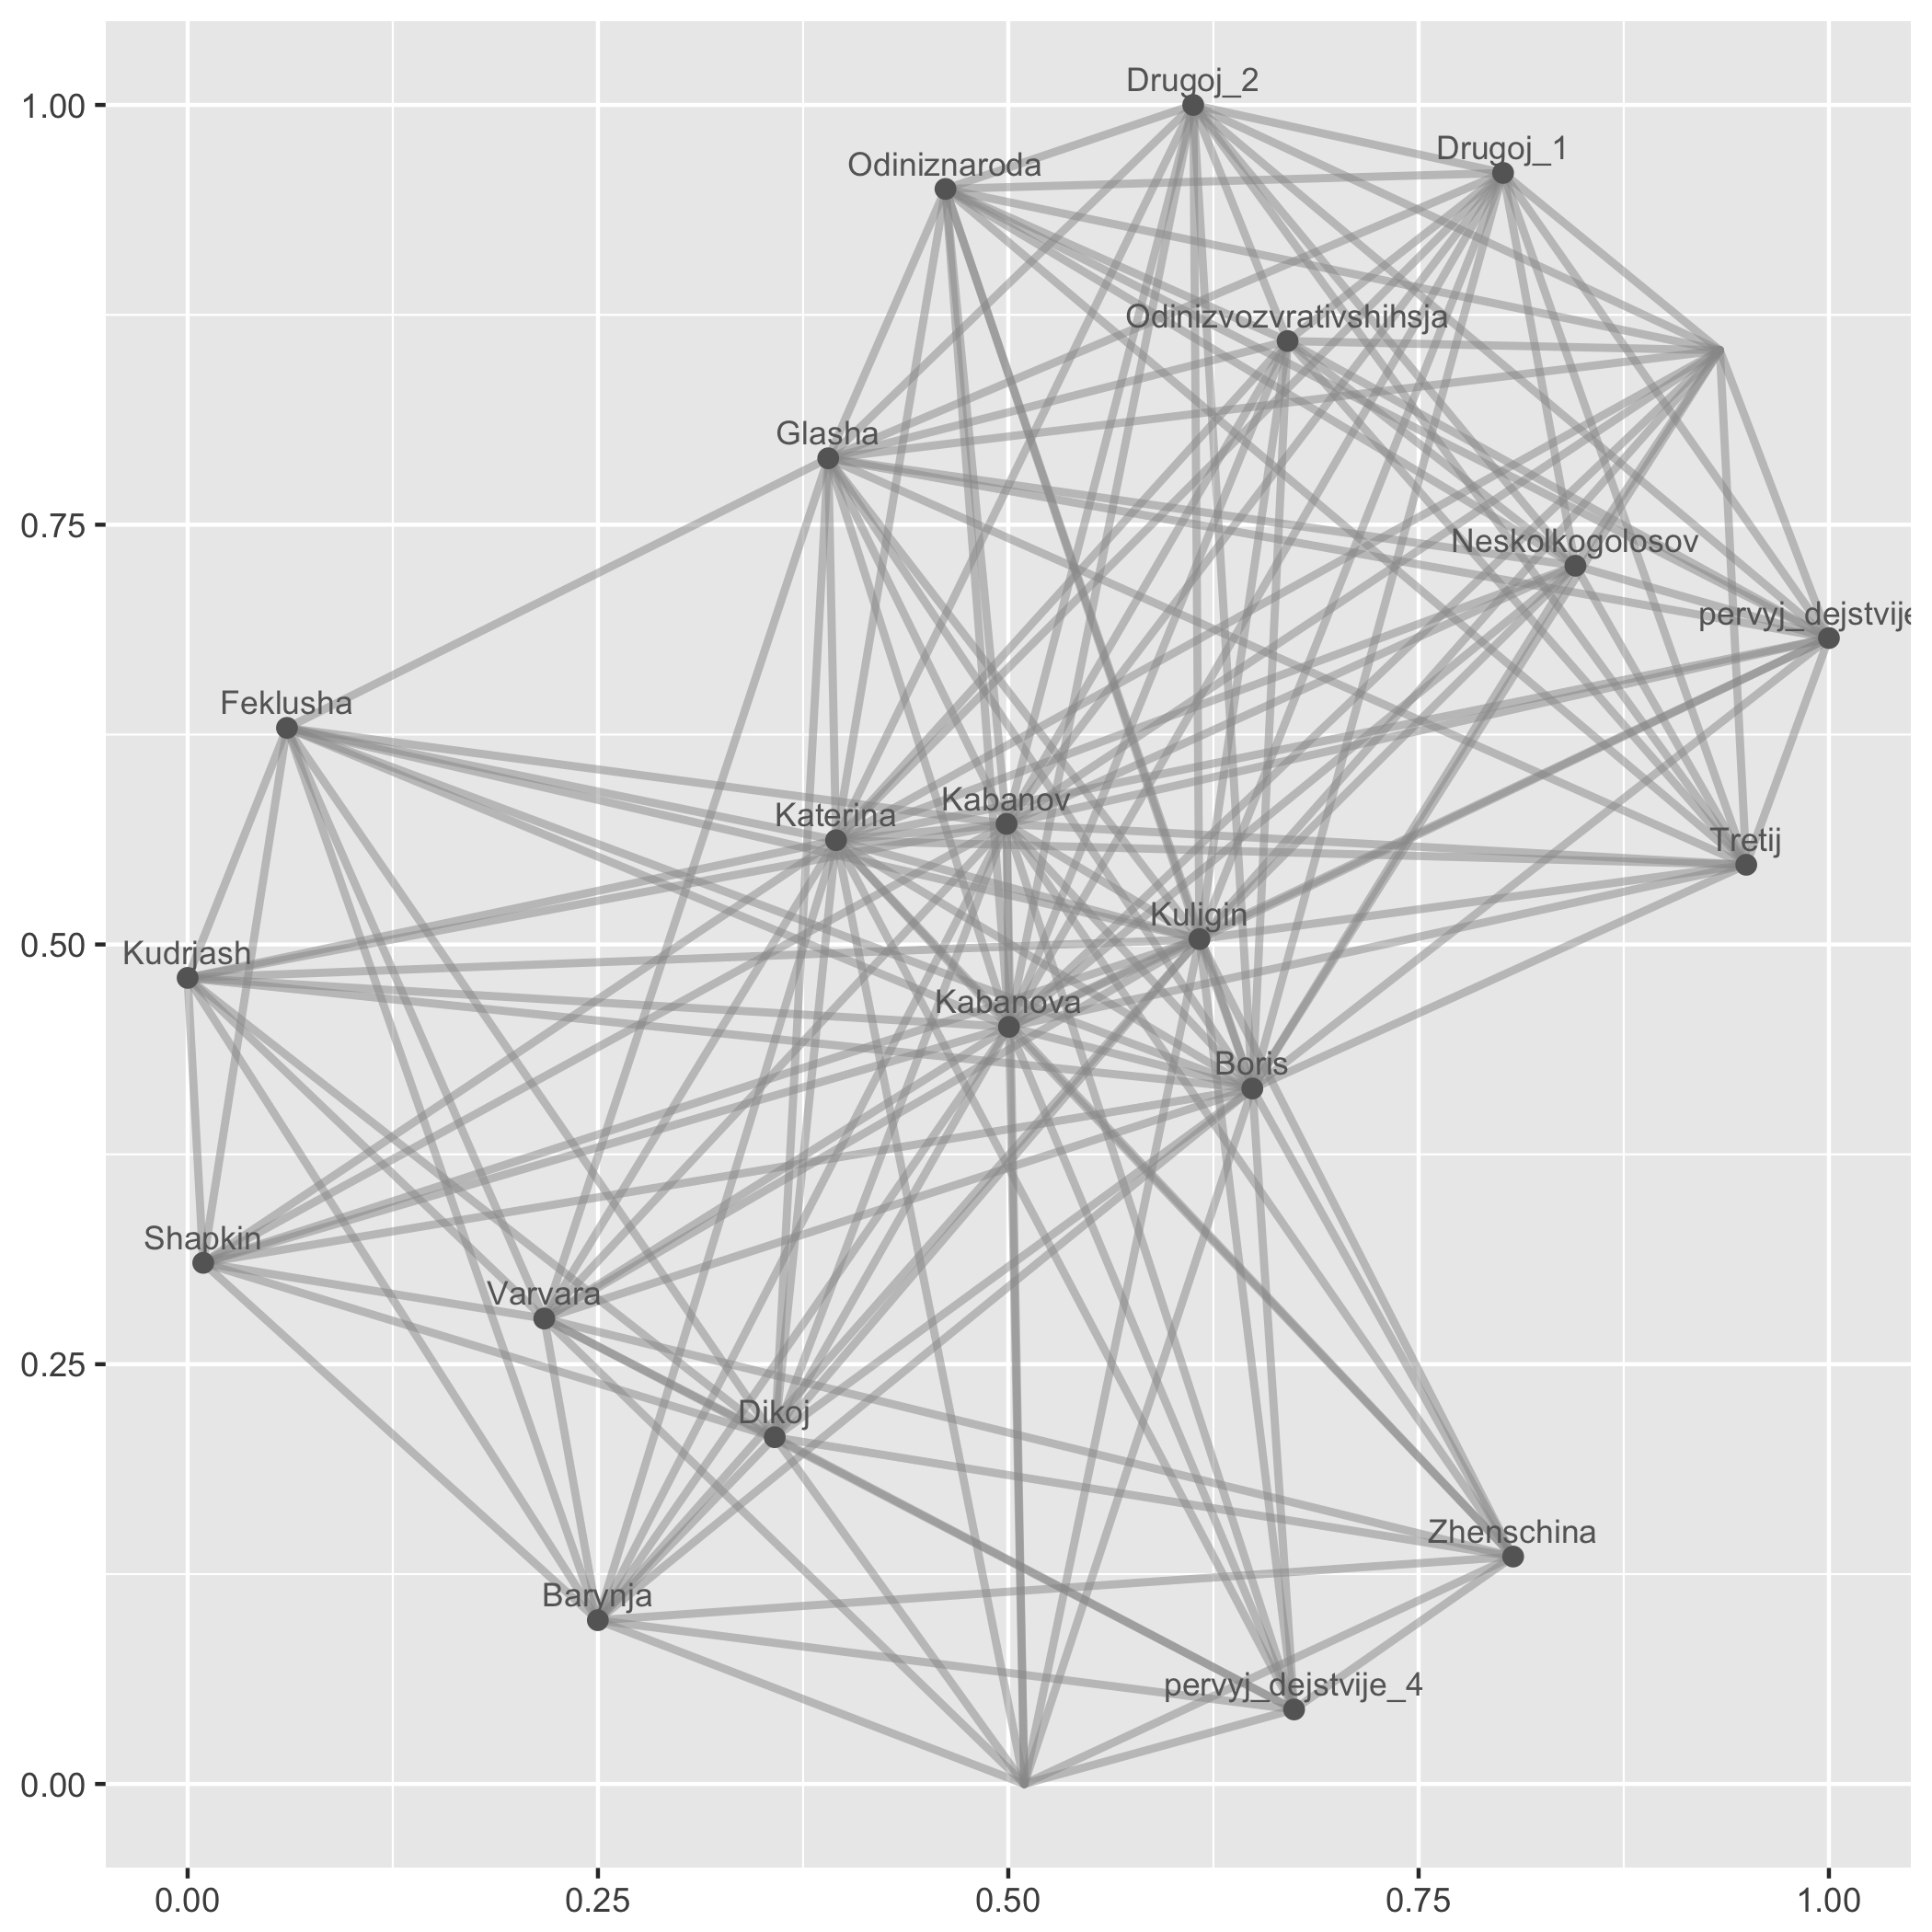 Drugoj_2
1.00
Drugoj_1
Odiniznaroda
Odinizvozvrativshihsja
Glasha
0.75
Neskolkogolosov
pervyj_dejstvije
Feklusha
Kabanov
Katerina
Tretij
Kuligin
0.50
Kudrjash
Kabanova
Boris
Shapkin
Varvara
0.25
Dikoj
Zhenschina
Barynja
pervyj_dejstvije_4
0.00
0.00 0.25 0.50 0.75 1.00